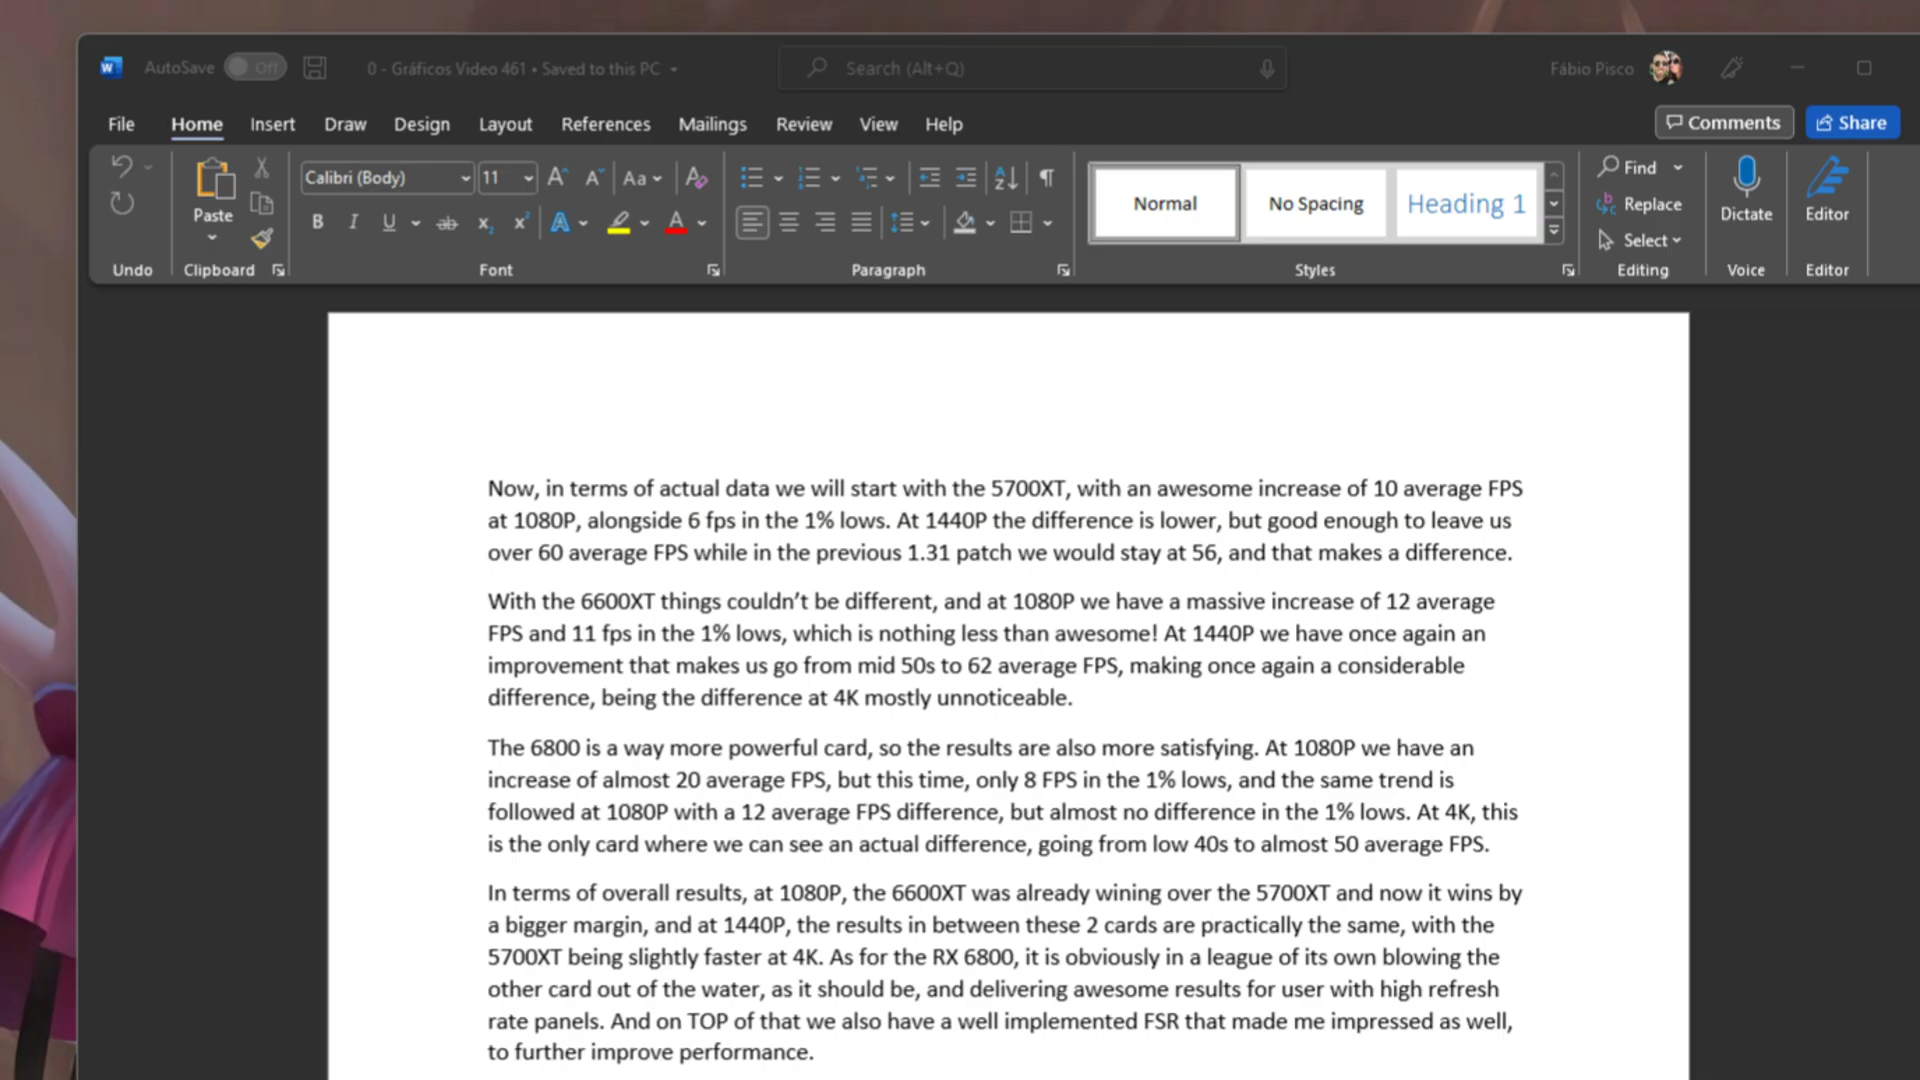 AutoSave Off 0 - Gráficos Video 461 • Saved to this PC Search (Alt+Q) Fábio Pisco
File Home Insert Draw Design Layout References Mailings Review View Help Comments Share
Calibri (Body) 11 Aa Find
Paste Normal No Spacing Heading 1 Replace Dictate Editor
B I U ab x₂ x² A A Select
Undo Clipboard Font Paragraph Styles Editing Voice Editor
Now, in terms of actual data we will start with the 5700XT, with an awesome increase of 10 average FPS
at 1080P, alongside 6 fps in the 1% lows. At 1440P the difference is lower, but good enough to leave us
over 60 average FPS while in the previous 1.31 patch we would stay at 56, and that makes a difference.
With the 6600XT things couldn’t be different, and at 1080P we have a massive increase of 12 average
FPS and 11 fps in the 1% lows, which is nothing less than awesome! At 1440P we have once again an
improvement that makes us go from mid 50s to 62 average FPS, making once again a considerable
difference, being the difference at 4K mostly unnoticeable.
The 6800 is a way more powerful card, so the results are also more satisfying. At 1080P we have an
increase of almost 20 average FPS, but this time, only 8 FPS in the 1% lows, and the same trend is
followed at 1080P with a 12 average FPS difference, but almost no difference in the 1% lows. At 4K, this
is the only card where we can see an actual difference, going from low 40s to almost 50 average FPS.
In terms of overall results, at 1080P, the 6600XT was already wining over the 5700XT and now it wins by
a bigger margin, and at 1440P, the results in between these 2 cards are practically the same, with the
5700XT being slightly faster at 4K. As for the RX 6800, it is obviously in a league of its own blowing the
other card out of the water, as it should be, and delivering awesome results for user with high refresh
rate panels. And on TOP of that we also have a well implemented FSR that made me impressed as well,
to further improve performance.